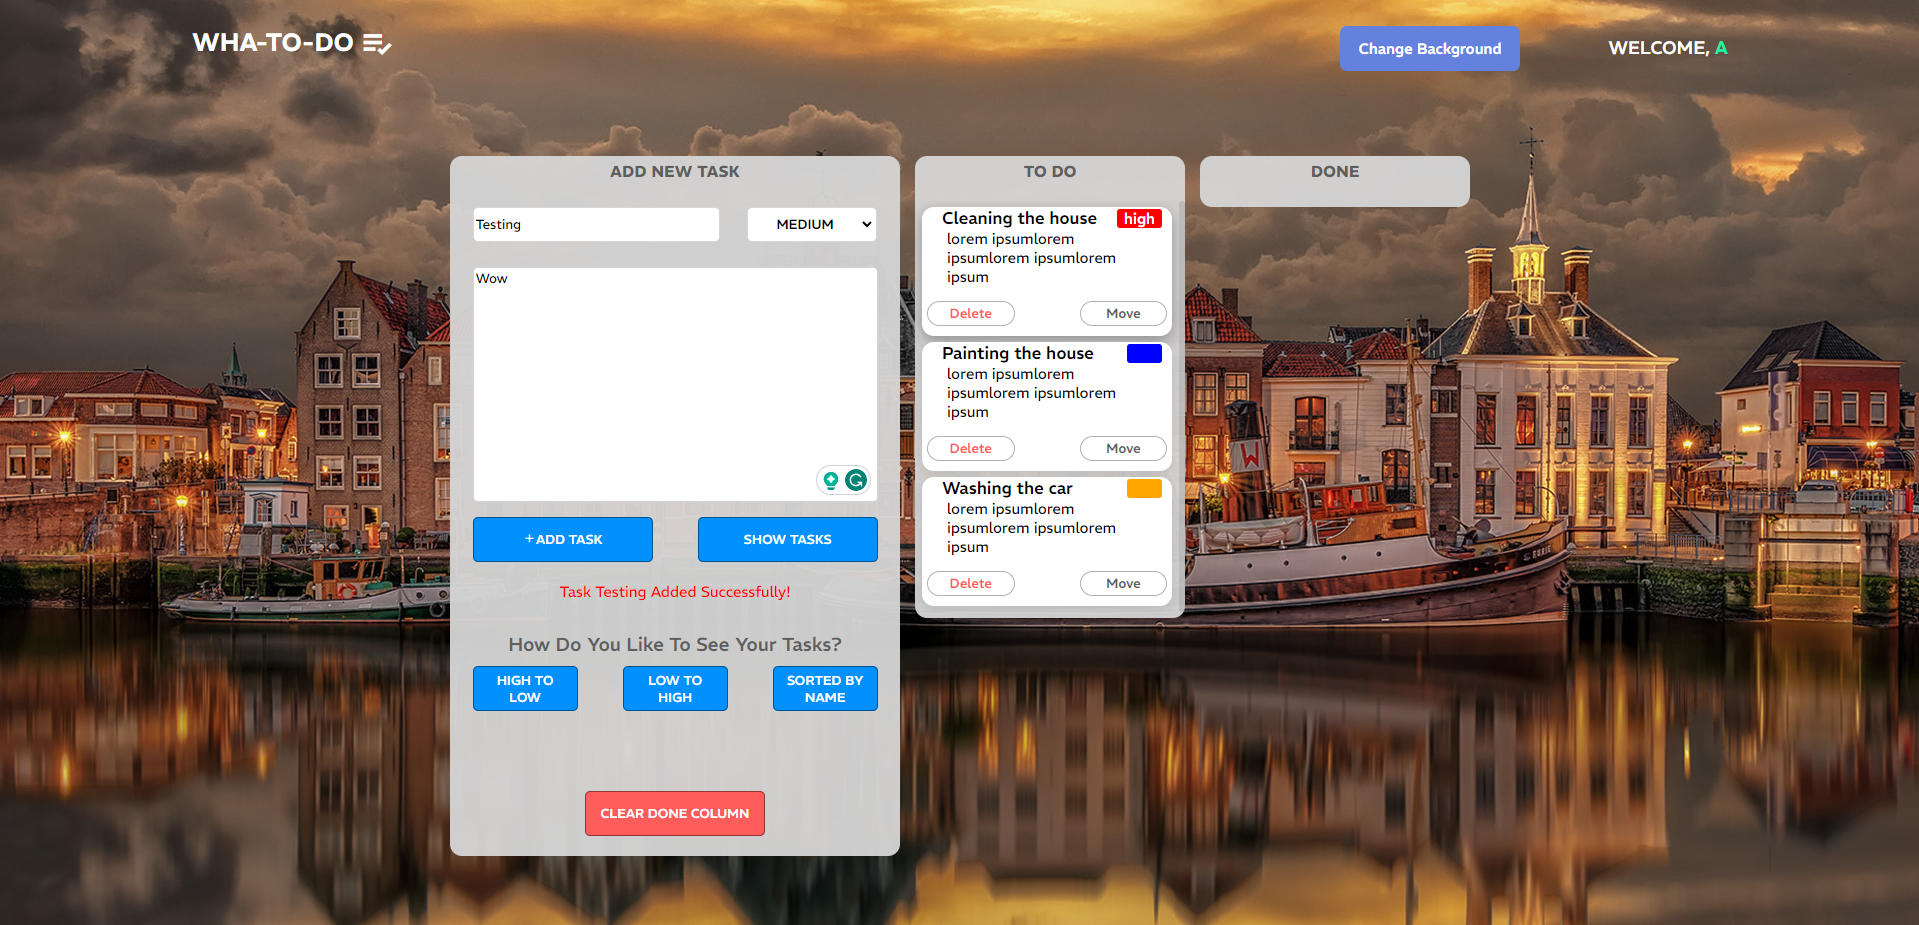 WHA-TO-DO
Change Background
WELCOME, A
ADD NEW TASK
Testing
MEDIUM
Wow
+ ADD TASK
SHOW TASKS
Task Testing Added Successfully!
How Do You Like To See Your Tasks?
HIGH TO
LOW
LOW TO
HIGH
SORTED BY
NAME
CLEAR DONE COLUMN
TO DO
Cleaning the house
high
lorem ipsumlorem
ipsumlorem ipsumlorem
ipsum
Delete
Move
Painting the house
lorem ipsumlorem
ipsumlorem ipsumlorem
ipsum
Delete
Move
Washing the car
lorem ipsumlorem
ipsumlorem ipsumlorem
ipsum
Delete
Move
DONE